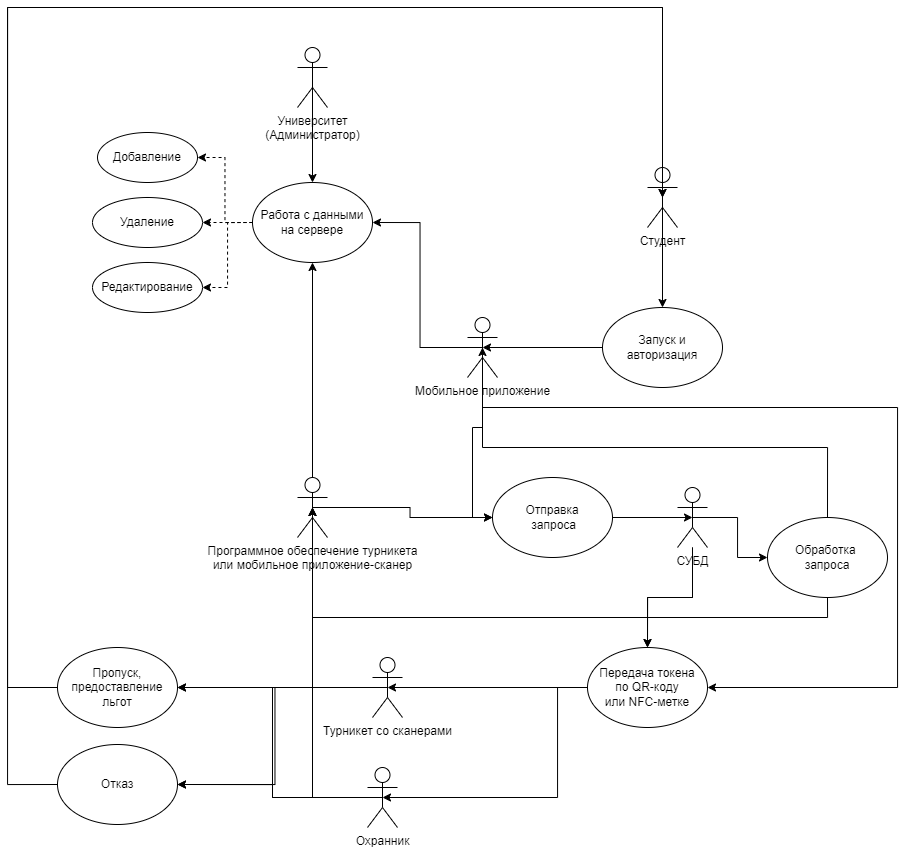 Университет
(Администратор)
Добавление
Удаление
Редактирование
Работа с данными
на сервере
Студент
Запуск и
авторизация
Мобильное приложение
Программное обеспечение турникета
или мобильное приложение-сканер
Отправка
запроса
СУБД
Обработка
запроса
Пропуск,
предоставление
льгот
Турникет со сканерами
Передача токена
по QR-коду
или NFC-метке
Отказ
Охранник